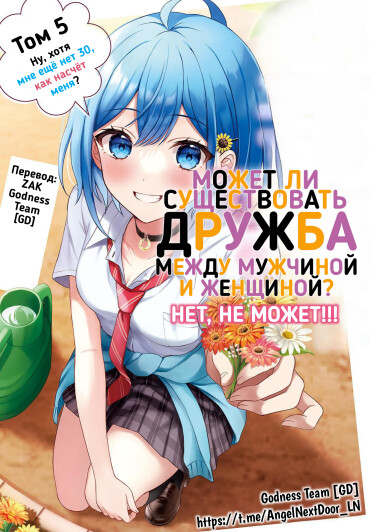 Том 5
Ну, хотя
мне ещё нет 30,
как насчёт
меня?
Перевод:
ZAK
Godness
Team
[GD]
МОЖЕТ ЛИ
СУЩЕСТВОВАТЬ
ДРУЖБА
МЕЖДУ МУЖЧИНОЙ
И ЖЕНЩИНОЙ?
НЕТ, НЕ МОЖЕТ!!!
Godness Team [GD]
https://t.me/AngelNextDoor_LN